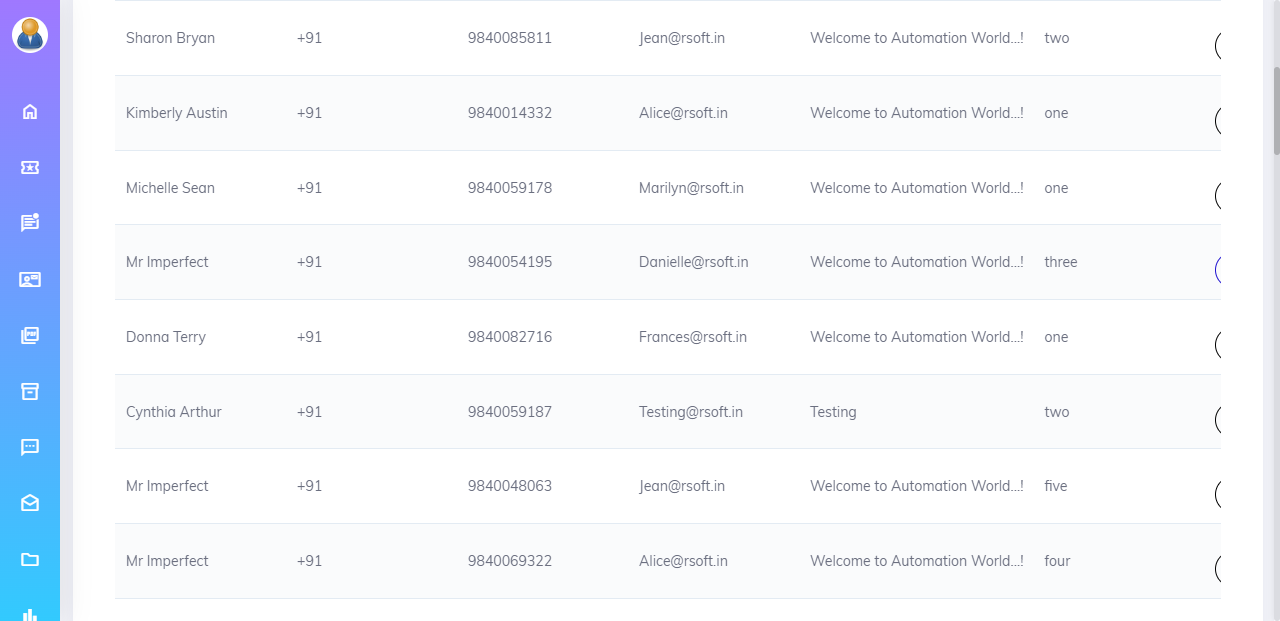 Sharon Bryan +91 9840085811 Jean@rsoft.in Welcome to Automation World...! two
Kimberly Austin +91 9840014332 Alice@rsoft.in Welcome to Automation World...! one
Michelle Sean +91 9840059178 Marilyn@rsoft.in Welcome to Automation World...! one
Mr Imperfect +91 9840054195 Danielle@rsoft.in Welcome to Automation World...! three
Donna Terry +91 9840082716 Frances@rsoft.in Welcome to Automation World...! one
Cynthia Arthur +91 9840059187 Testing@rsoft.in Testing two
Mr Imperfect +91 9840048063 Jean@rsoft.in Welcome to Automation World...! five
Mr Imperfect +91 9840069322 Alice@rsoft.in Welcome to Automation World...! four